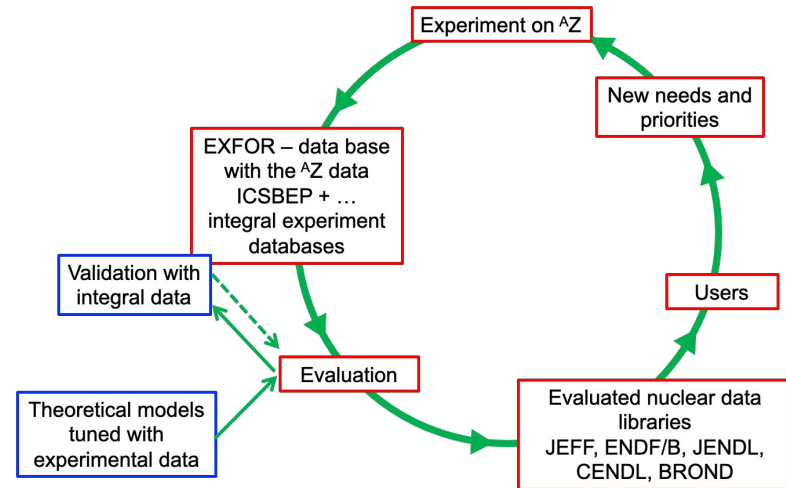 Experiment on ᴬZ
New needs and
priorities
EXFOR – data base
with the ᴬZ data
ICSBEP + …
integral experiment
databases
Validation with
integral data
Users
Evaluation
Theoretical models
tuned with
experimental data
Evaluated nuclear data
libraries
JEFF, ENDF/B, JENDL,
CENDL, BROND